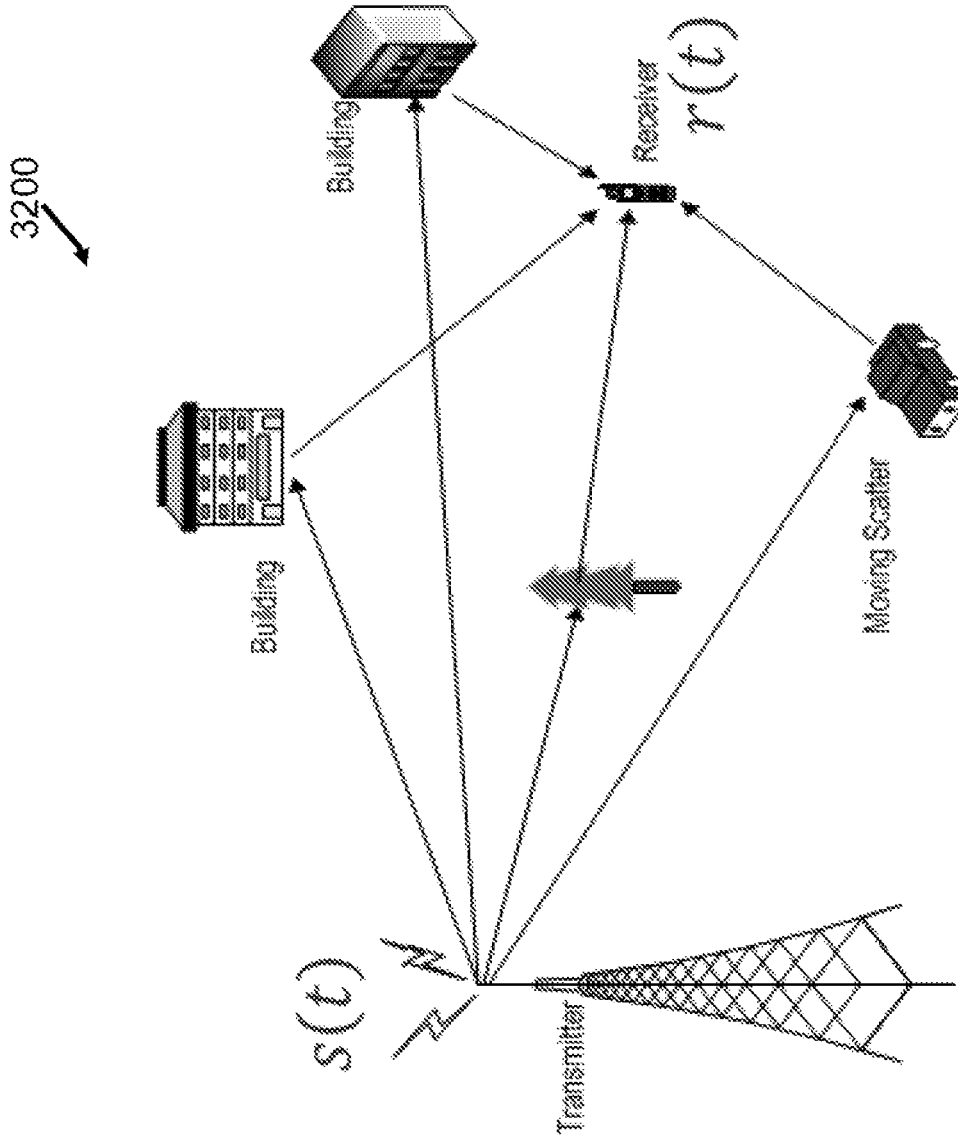 3200
Building
Building
Receiver
r(t)
s(t)
Transmitter
Moving Scatter